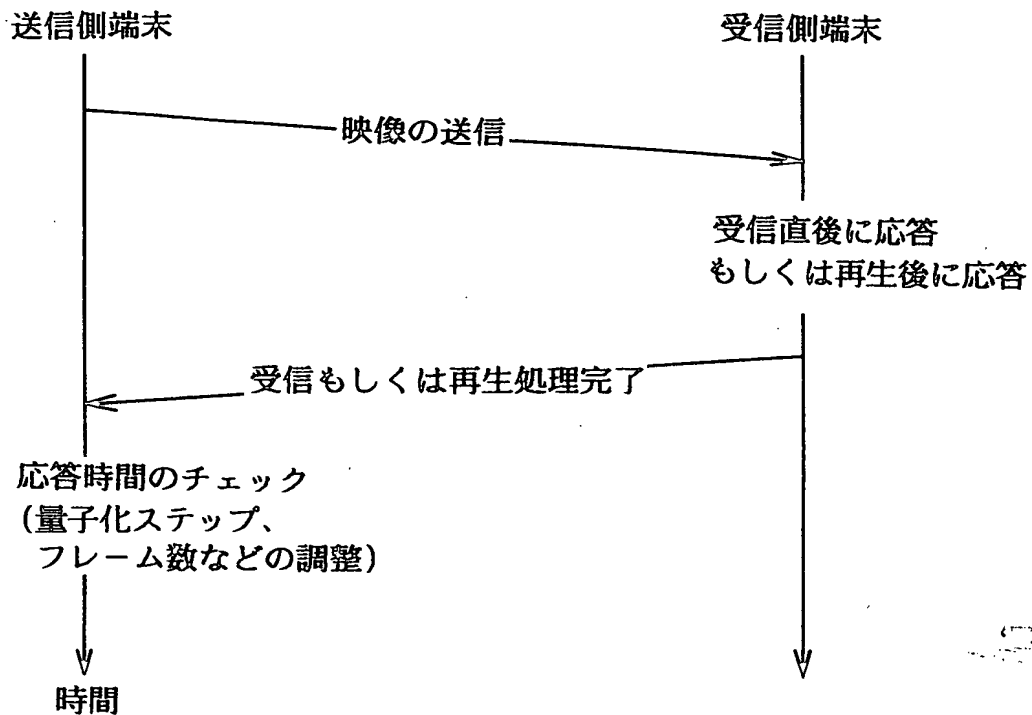 送信側端末
受信側端末
映像の送信
受信直後に応答
もしくは再生後に応答
受信もしくは再生処理完了
応答時間のチェック
(量子化ステップ、
フレーム数などの調整)
時間